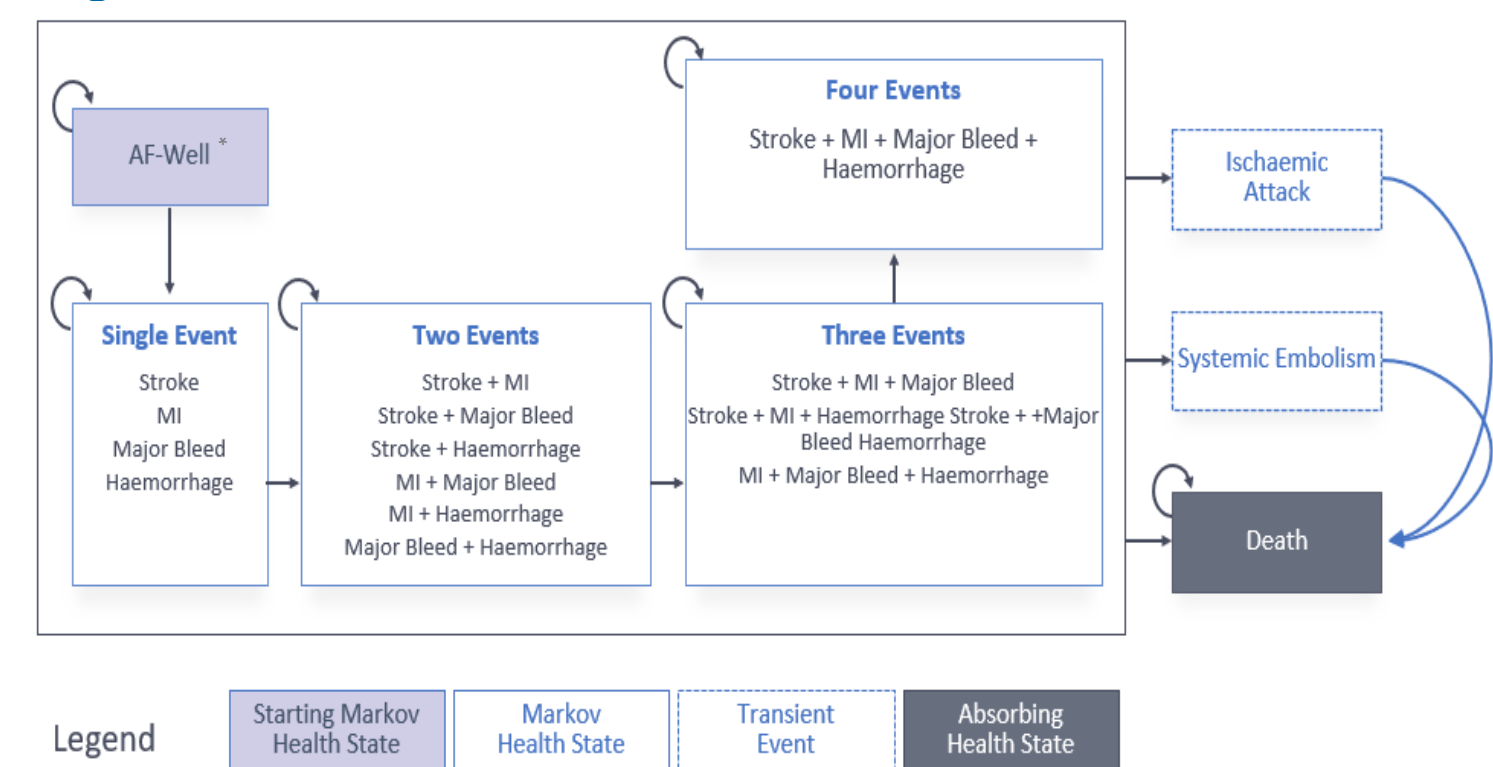 AF-Well *
Single Event
Stroke
MI
Major Bleed
Haemorrhage
Two Events
Stroke + MI
Stroke + Major Bleed
Stroke + Haemorrhage
MI + Major Bleed
MI + Haemorrhage
Major Bleed + Haemorrhage
Four Events
Stroke + MI + Major Bleed +
Haemorrhage
Three Events
Stroke + MI + Major Bleed
Stroke + MI + Haemorrhage Stroke + +Major
Bleed Haemorrhage
MI + Major Bleed + Haemorrhage
Ischaemic
Attack
Systemic Embolism
Death
Legend
Starting Markov
Health State
Markov
Health State
Transient
Event
Absorbing
Health State